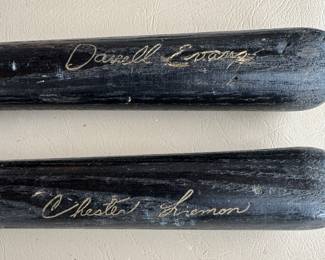 Darrell Evans
Chester Lemon